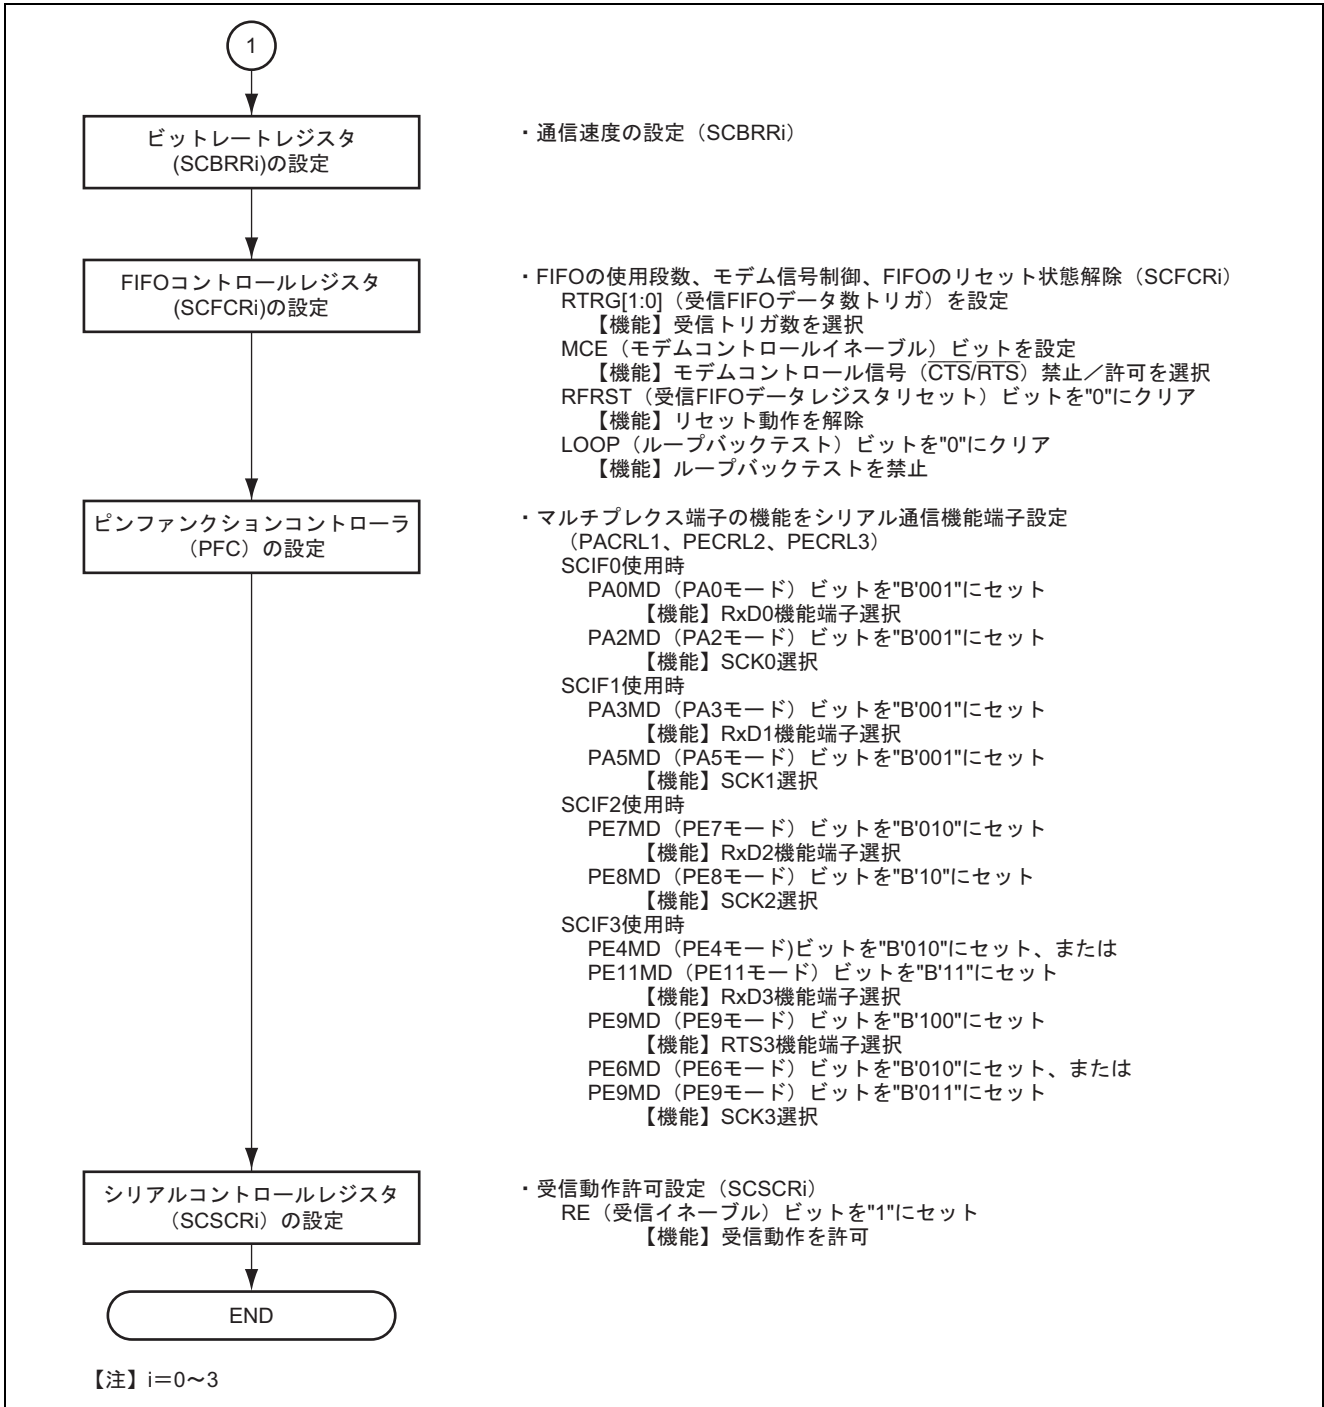 1
ビットレートレジスタ
(SCBRRi)の設定
・通信速度の設定（SCBRRi）
FIFOコントロールレジスタ
(SCFCRi)の設定
・FIFOの使用段数、モデム信号制御、FIFOのリセット状態解除（SCFCRi）
RTRG[1:0]（受信FIFOデータ数トリガ）を設定
【機能】受信トリガ数を選択
MCE（モデムコントロールイネーブル）ビットを設定
【機能】モデムコントロール信号（C̅T̅S̅/R̅T̅S̅）禁止／許可を選択
RFRST（受信FIFOデータレジスタリセット）ビットを"0"にクリア
【機能】リセット動作を解除
LOOP（ループバックテスト）ビットを"0"にクリア
【機能】ループバックテストを禁止
ピンファンクションコントローラ
（PFC）の設定
・マルチプレクス端子の機能をシリアル通信機能端子設定
（PACRL1、PECRL2、PECRL3）
SCIF0使用時
PA0MD（PA0モード）ビットを"B'001"にセット
【機能】RxD0機能端子選択
PA2MD（PA2モード）ビットを"B'001"にセット
【機能】SCK0選択
SCIF1使用時
PA3MD（PA3モード）ビットを"B'001"にセット
【機能】RxD1機能端子選択
PA5MD（PA5モード）ビットを"B'001"にセット
【機能】SCK1選択
SCIF2使用時
PE7MD（PE7モード）ビットを"B'010"にセット
【機能】RxD2機能端子選択
PE8MD（PE8モード）ビットを"B'10"にセット
【機能】SCK2選択
SCIF3使用時
PE4MD（PE4モード)ビットを"B'010"にセット、または
PE11MD（PE11モード）ビットを"B'11"にセット
【機能】RxD3機能端子選択
PE9MD（PE9モード）ビットを"B'100"にセット
【機能】RTS3機能端子選択
PE6MD（PE6モード）ビットを"B'010"にセット、または
PE9MD（PE9モード）ビットを"B'011"にセット
【機能】SCK3選択
シリアルコントロールレジスタ
（SCSCRi）の設定
・受信動作許可設定（SCSCRi）
RE（受信イネーブル）ビットを"1"にセット
【機能】受信動作を許可
END
【注】i＝0〜3